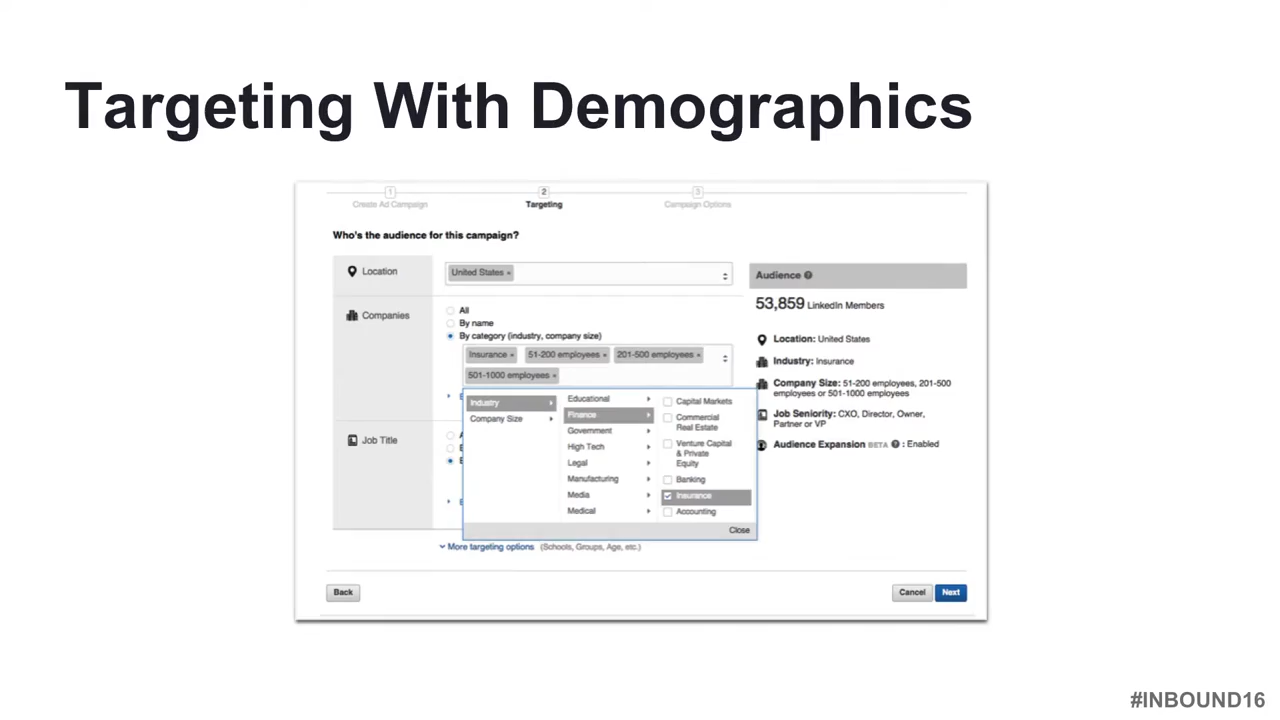 Targeting With Demographics
1
2
3
Create Ad Campaign
Targeting
Campaign Options
Who's the audience for this campaign?
Location
United States ×
Companies
All
By name
By category (industry, company size)
Insurance ×
51-200 employees ×
201-500 employees ×
501-1000 employees ×
Industry
Company Size
Educational
Finance
Government
High Tech
Legal
Manufacturing
Media
Medical
Capital Markets
Commercial
Real Estate
Venture Capital
& Private
Equity
Banking
Insurance
Accounting
Close
Job Title
More targeting options (Schools, Groups, Age, etc.)
Audience ?
53,859 LinkedIn Members
Location: United States
Industry: Insurance
Company Size: 51-200 employees, 201-500
employees or 501-1000 employees
Job Seniority: CXO, Director, Owner,
Partner or VP
Audience Expansion BETA ? : Enabled
Back
Cancel
Next
#INBOUND16